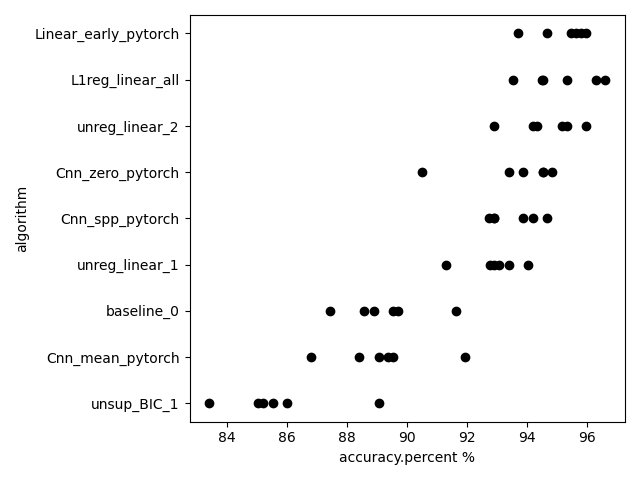 Linear_early_pytorch
L1reg_linear_all
unreg_linear_2
Cnn_zero_pytorch
Cnn_spp_pytorch
unreg_linear_1
baseline_0
Cnn_mean_pytorch
unsup_BIC_1
algorithm
84 86 88 90 92 94 96
accuracy.percent %